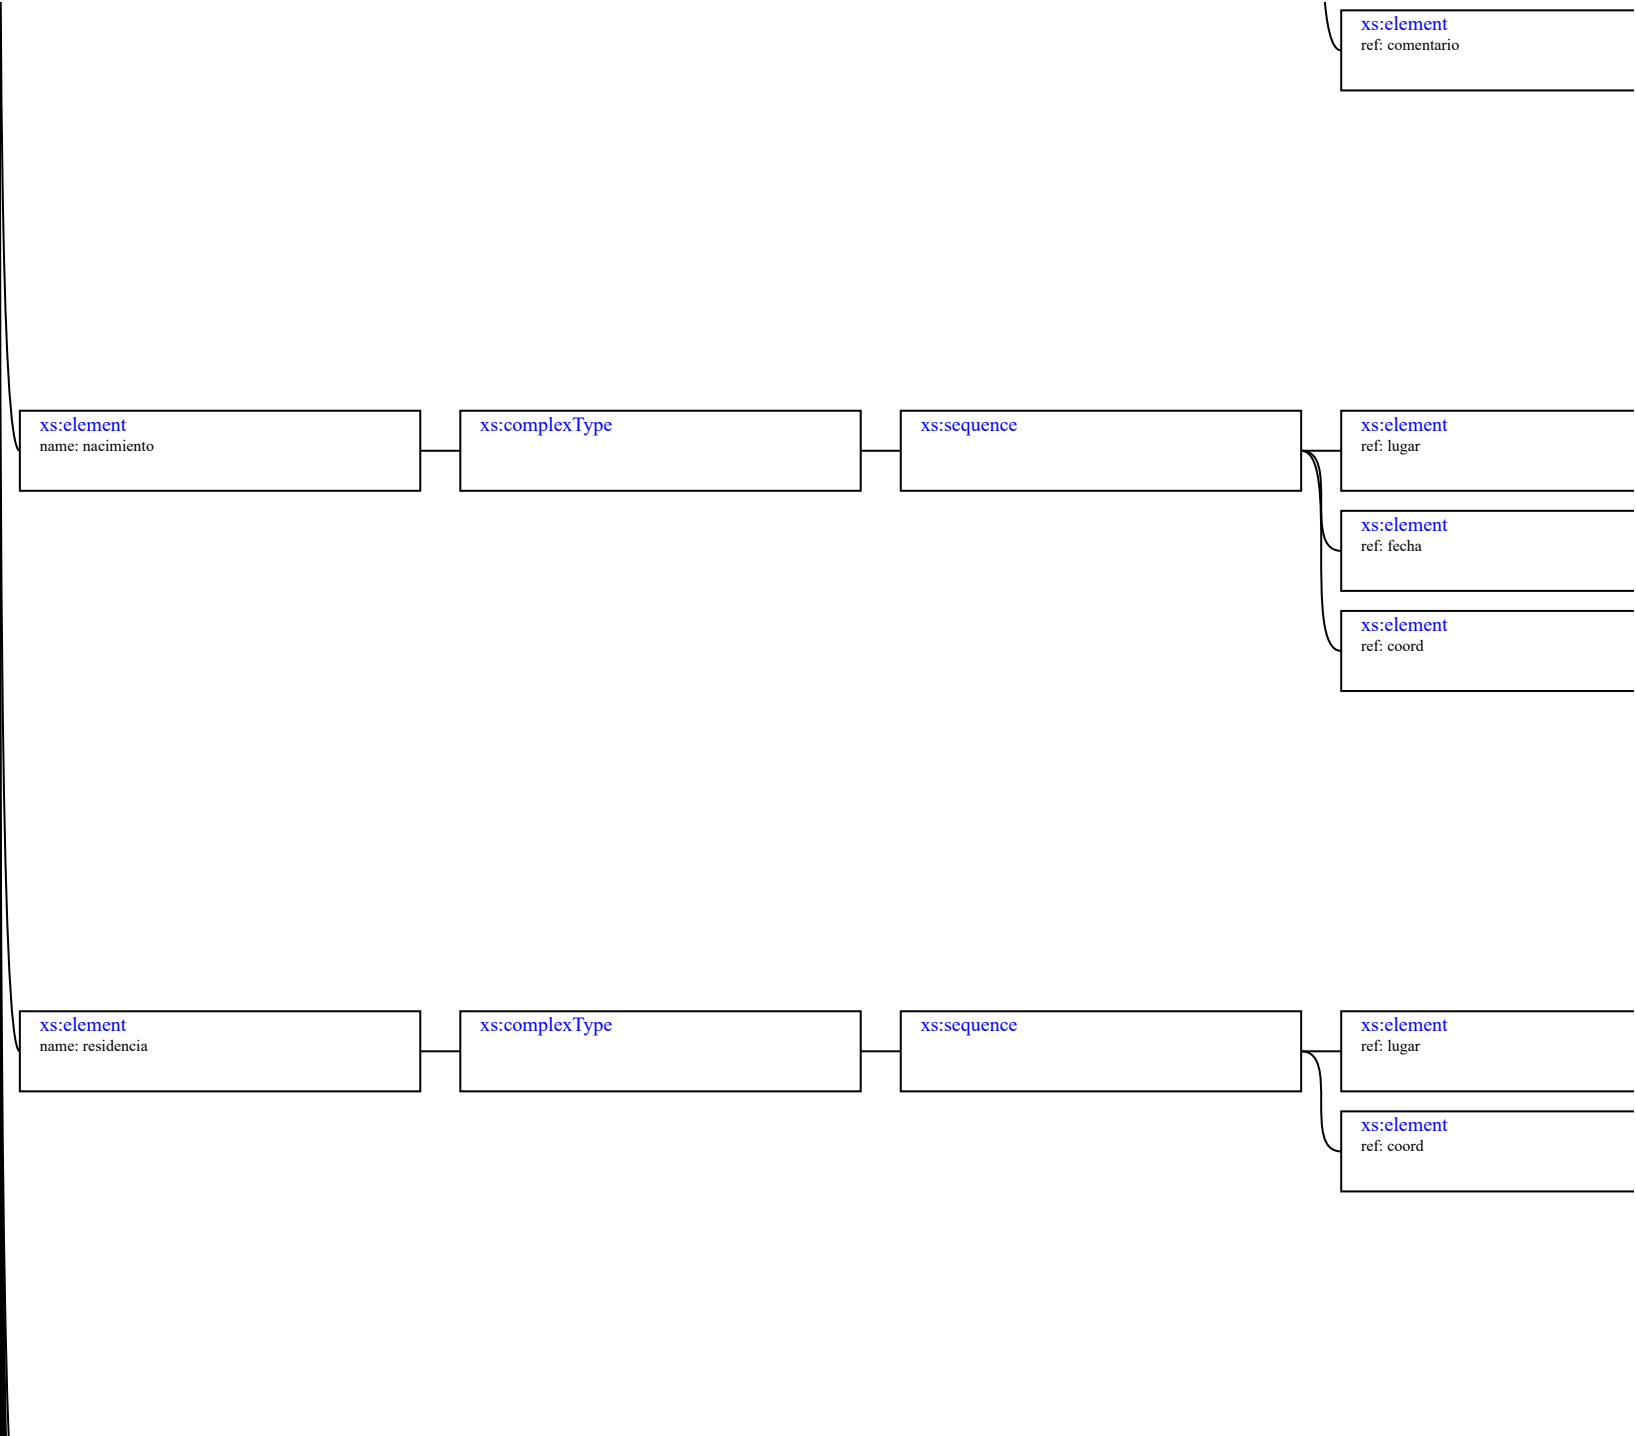 xs:element
ref: comentario
xs:element
name: nacimiento
xs:complexType
xs:sequence
xs:element
ref: lugar
xs:element
ref: fecha
xs:element
ref: coord
xs:element
name: residencia
xs:complexType
xs:sequence
xs:element
ref: lugar
xs:element
ref: coord